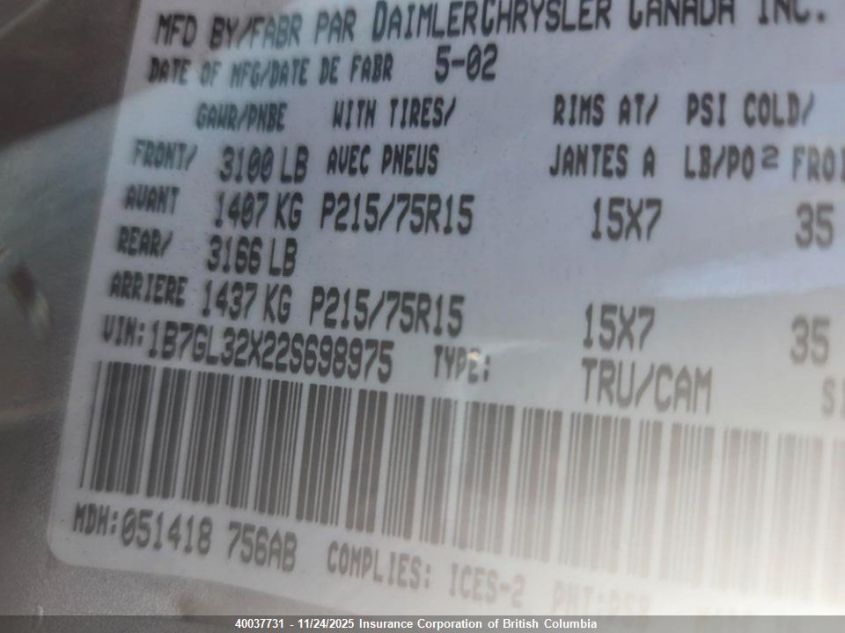 MFD BY/FABR PAR DAIMLERCHRYSLER CANADA INC.
DATE OF MFG/DATE DE FABR 5-02
GAWR/PNBE WITH TIRES/ RIMS AT/ PSI COLD/
FRONT/ 3100 LB AVEC PNEUS JANTES A LB/PO² FROI
AVANT 1407 KG P215/75R15 15X7 35
REAR/ 3166 LB
ARRIERE 1437 KG P215/75R15 15X7 35
VIN: 1B7GL32X22S698975 TYPE: TRU/CAM
MDH: 051418 756AB COMPLIES: ICES-2
40037731 - 11/24/2025 Insurance Corporation of British Columbia